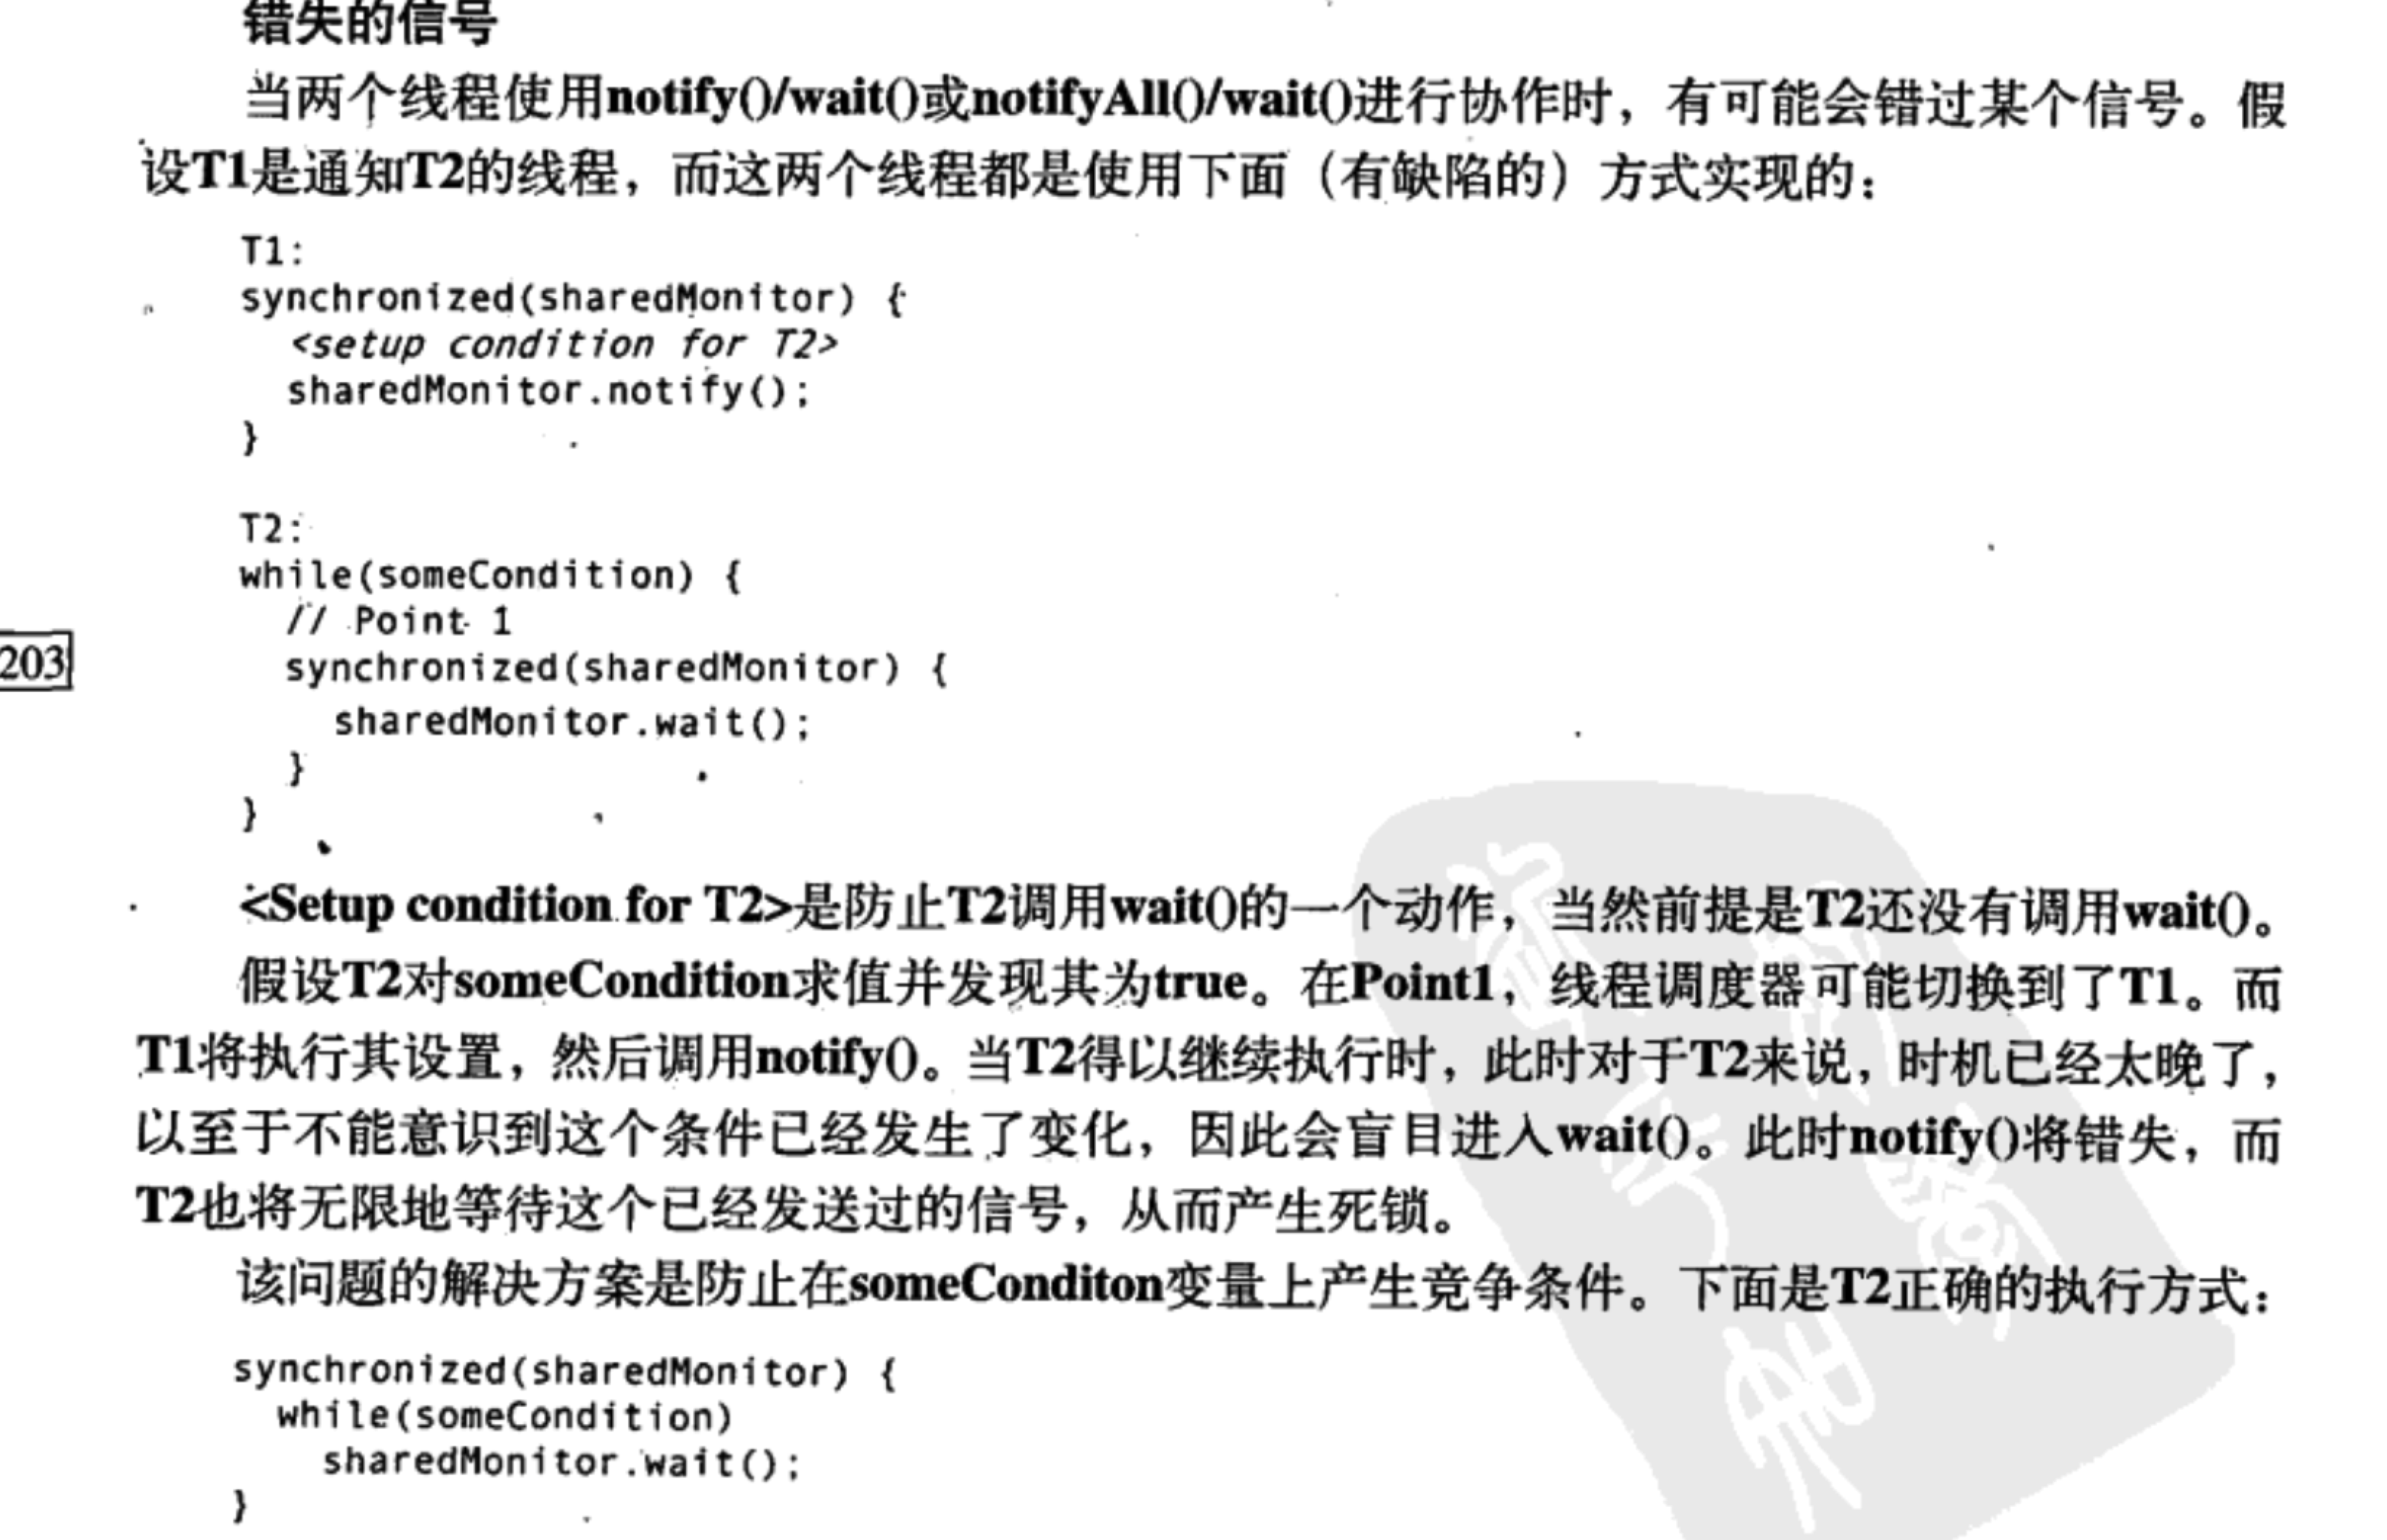 错失的信号
当两个线程使用notify()/wait()或notifyAll()/wait()进行协作时，有可能会错过某个信号。假
设T1是通知T2的线程，而这两个线程都是使用下面（有缺陷的）方式实现的：
T1:
synchronized(sharedMonitor) {
<setup condition for T2>
sharedMonitor.notify();
}
T2:
while(someCondition) {
// Point 1
203
synchronized(sharedMonitor) {
sharedMonitor.wait();
}
}
<Setup condition for T2>是防止T2调用wait()的一个动作，当然前提是T2还没有调用wait()。
假设T2对someCondition求值并发现其为true。在Point1，线程调度器可能切换到了T1。而
T1将执行其设置，然后调用notify()。当T2得以继续执行时，此时对于T2来说，时机已经太晚了，
以至于不能意识到这个条件已经发生了变化，因此会盲目进入wait()。此时notify()将错失，而
T2也将无限地等待这个已经发送过的信号，从而产生死锁。
该问题的解决方案是防止在someConditon变量上产生竞争条件。下面是T2正确的执行方式：
synchronized(sharedMonitor) {
while(someCondition)
sharedMonitor.wait();
}